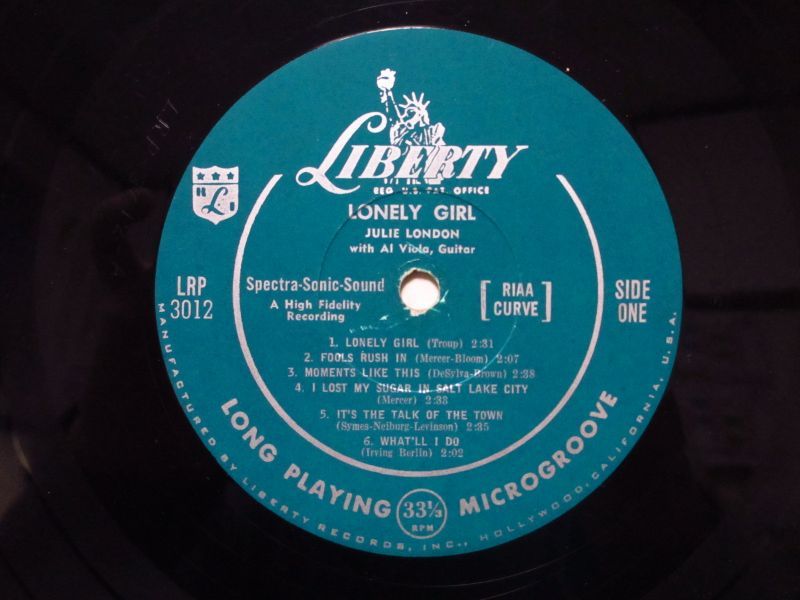 LIBERTY
REG. U.S. PAT. OFFICE
LONELY GIRL
JULIE LONDON
with Al Viola, Guitar
LRP
3012
Spectra-Sonic-Sound
A High Fidelity
Recording
[RIAA
CURVE]
SIDE
ONE
1. LONELY GIRL (Troup) 2:31
2. FOOLS RUSH IN (Mercer-Bloom) 2:07
3. MOMENTS LIKE THIS (DeSylva-Brown) 2:38
4. I LOST MY SUGAR IN SALT LAKE CITY
(Mercer) 2:33
5. IT'S THE TALK OF THE TOWN
(Symes-Neiburg-Levinson) 2:35
6. WHAT'LL I DO
(Irving Berlin) 2:02
LONG PLAYING MICROGROOVE
33⅓
RPM
MANUFACTURED BY LIBERTY RECORDS, INC., HOLLYWOOD, CALIFORNIA, U.S.A.